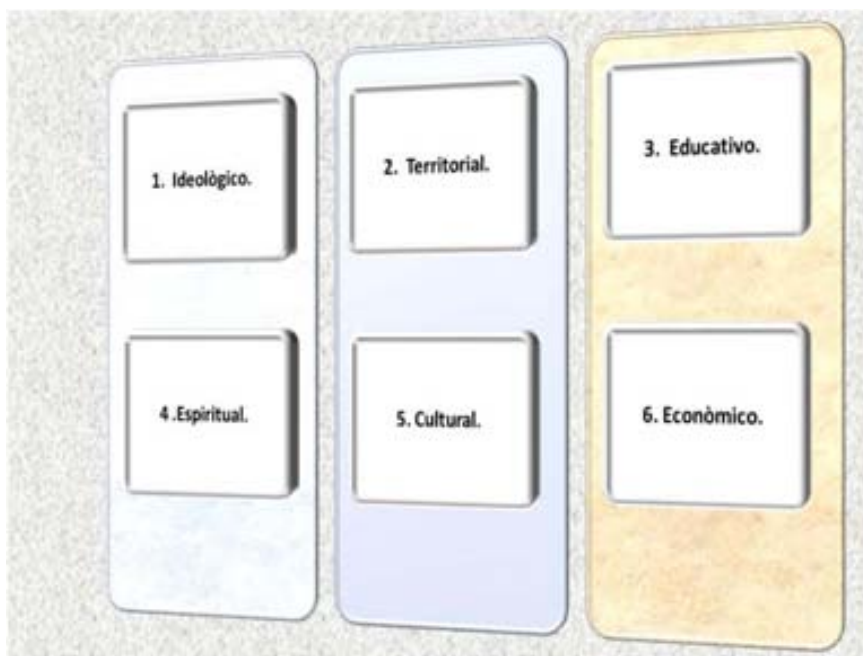 1. Ideològico.
2. Territorial.
3. Educativo.
4 .Espiritual.
5. Cultural.
6. Econòmico.